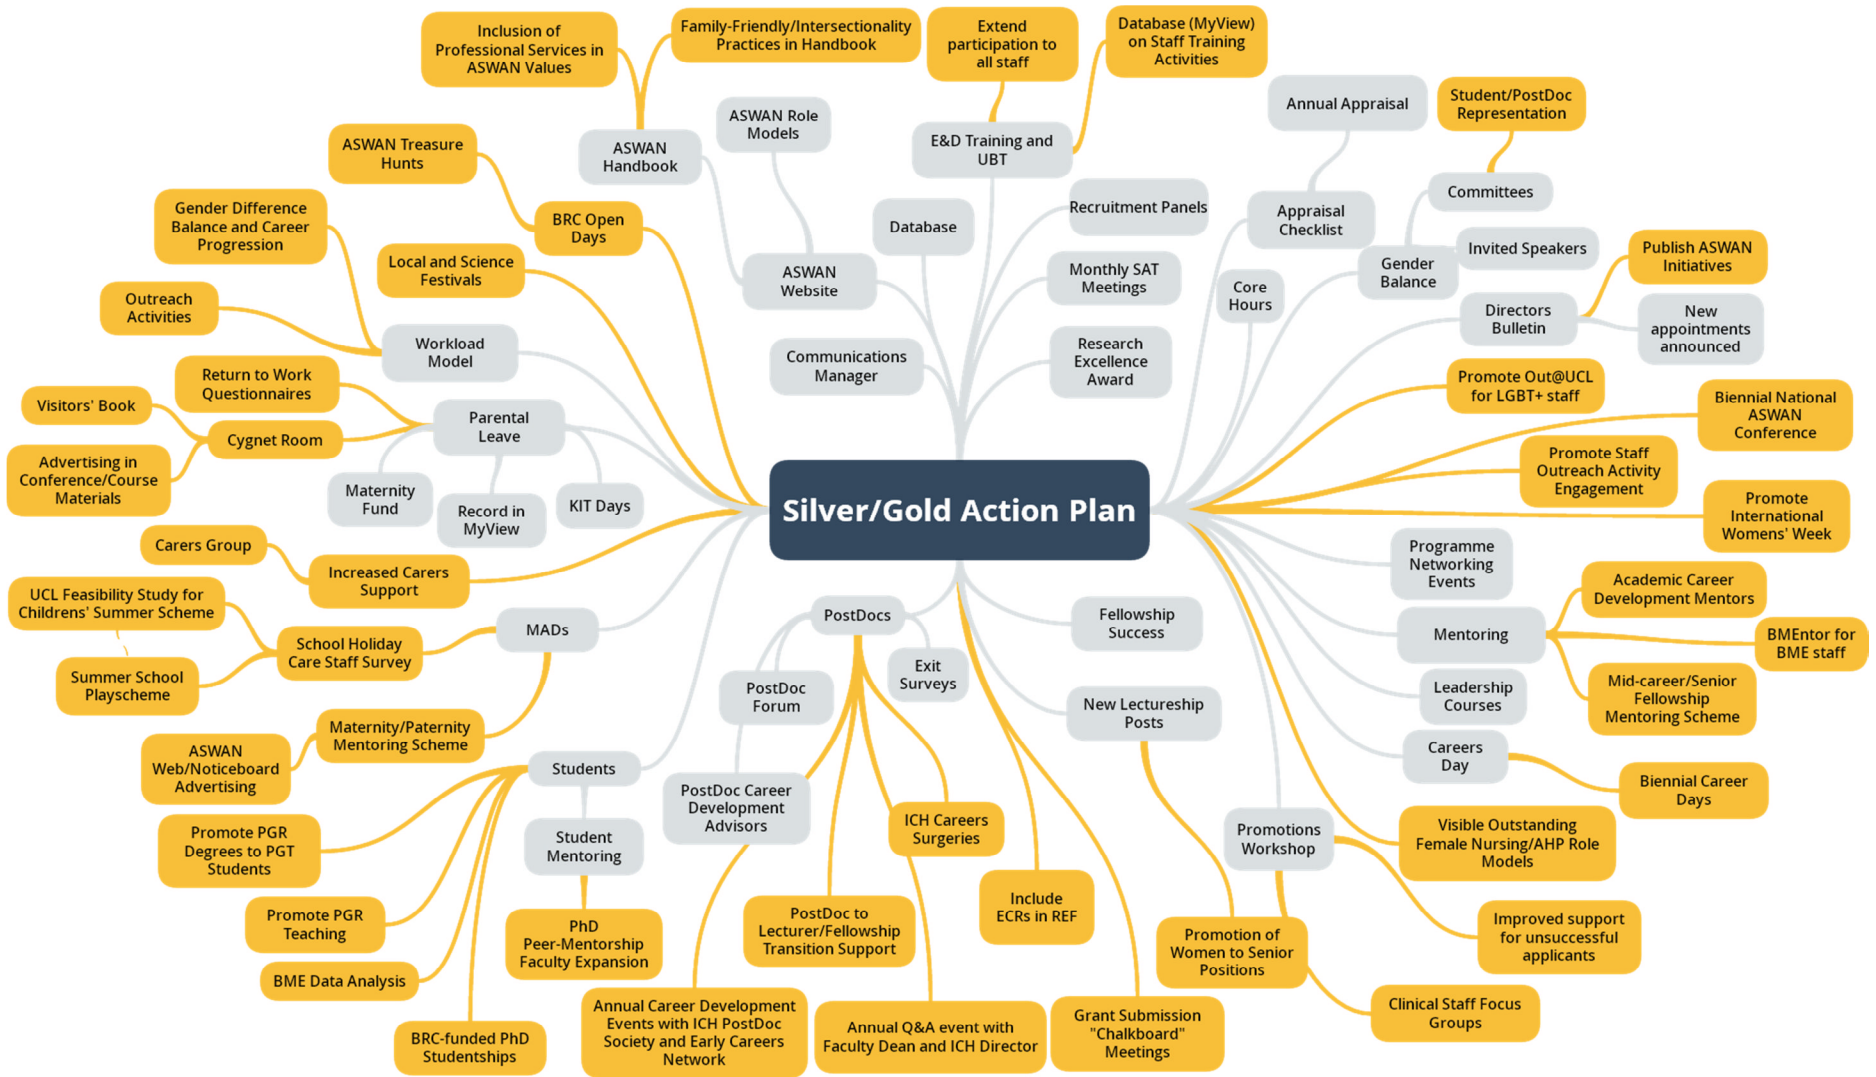 Inclusion of
Professional Services in
ASWAN Values
Family-Friendly/Intersectionality
Practices in Handbook
Extend
participation to
all staff
Database (MyView)
on Staff Training
Activities
ASWAN Role
Models
Annual Appraisal
Student/PostDoc
Representation
ASWAN Treasure
Hunts
ASWAN
Handbook
E&D Training and
UBT
Committees
Gender Difference
Balance and Career
Progression
BRC Open
Days
Database
Recruitment Panels
Appraisal
Checklist
Invited Speakers
Publish ASWAN
Initiatives
Local and Science
Festivals
ASWAN
Website
Monthly SAT
Meetings
Core
Hours
Gender
Balance
Outreach
Activities
Directors
Bulletin
New
appointments
announced
Workload
Model
Communications
Manager
Research
Excellence
Award
Return to Work
Questionnaires
Promote Out@UCL
for LGBT+ staff
Visitors' Book
Cygnet Room
Parental
Leave
Biennial National
ASWAN
Conference
Advertising in
Conference/Course
Materials
Maternity
Fund
Record in
MyView
KIT Days
Promote Staff
Outreach Activity
Engagement
Silver/Gold Action Plan
Promote
International
Womens' Week
Carers Group
Increased Carers
Support
Programme
Networking
Events
UCL Feasibility Study for
Childrens' Summer Scheme
MADs
PostDocs
Fellowship
Success
Academic Career
Development Mentors
School Holiday
Care Staff Survey
Mentoring
BMEntor for
BME staff
Summer School
Playscheme
PostDoc
Forum
Exit
Surveys
New Lectureship
Posts
Leadership
Courses
Mid-career/Senior
Fellowship
Mentoring Scheme
Maternity/Paternity
Mentoring Scheme
ASWAN
Web/Noticeboard
Advertising
Students
Careers
Day
Biennial Career
Days
PostDoc Career
Development
Advisors
ICH Careers
Surgeries
Promote PGR
Degrees to PGT
Students
Student
Mentoring
Promotions
Workshop
Visible Outstanding
Female Nursing/AHP Role
Models
Promote PGR
Teaching
PhD
Peer-Mentorship
Faculty Expansion
PostDoc to
Lecturer/Fellowship
Transition Support
Include
ECRs in REF
Promotion of
Women to Senior
Positions
Improved support
for unsuccessful
applicants
BME Data Analysis
BRC-funded PhD
Studentships
Annual Career Development
Events with ICH PostDoc
Society and Early Careers
Network
Annual Q&A event with
Faculty Dean and ICH Director
Grant Submission
"Chalkboard"
Meetings
Clinical Staff Focus
Groups